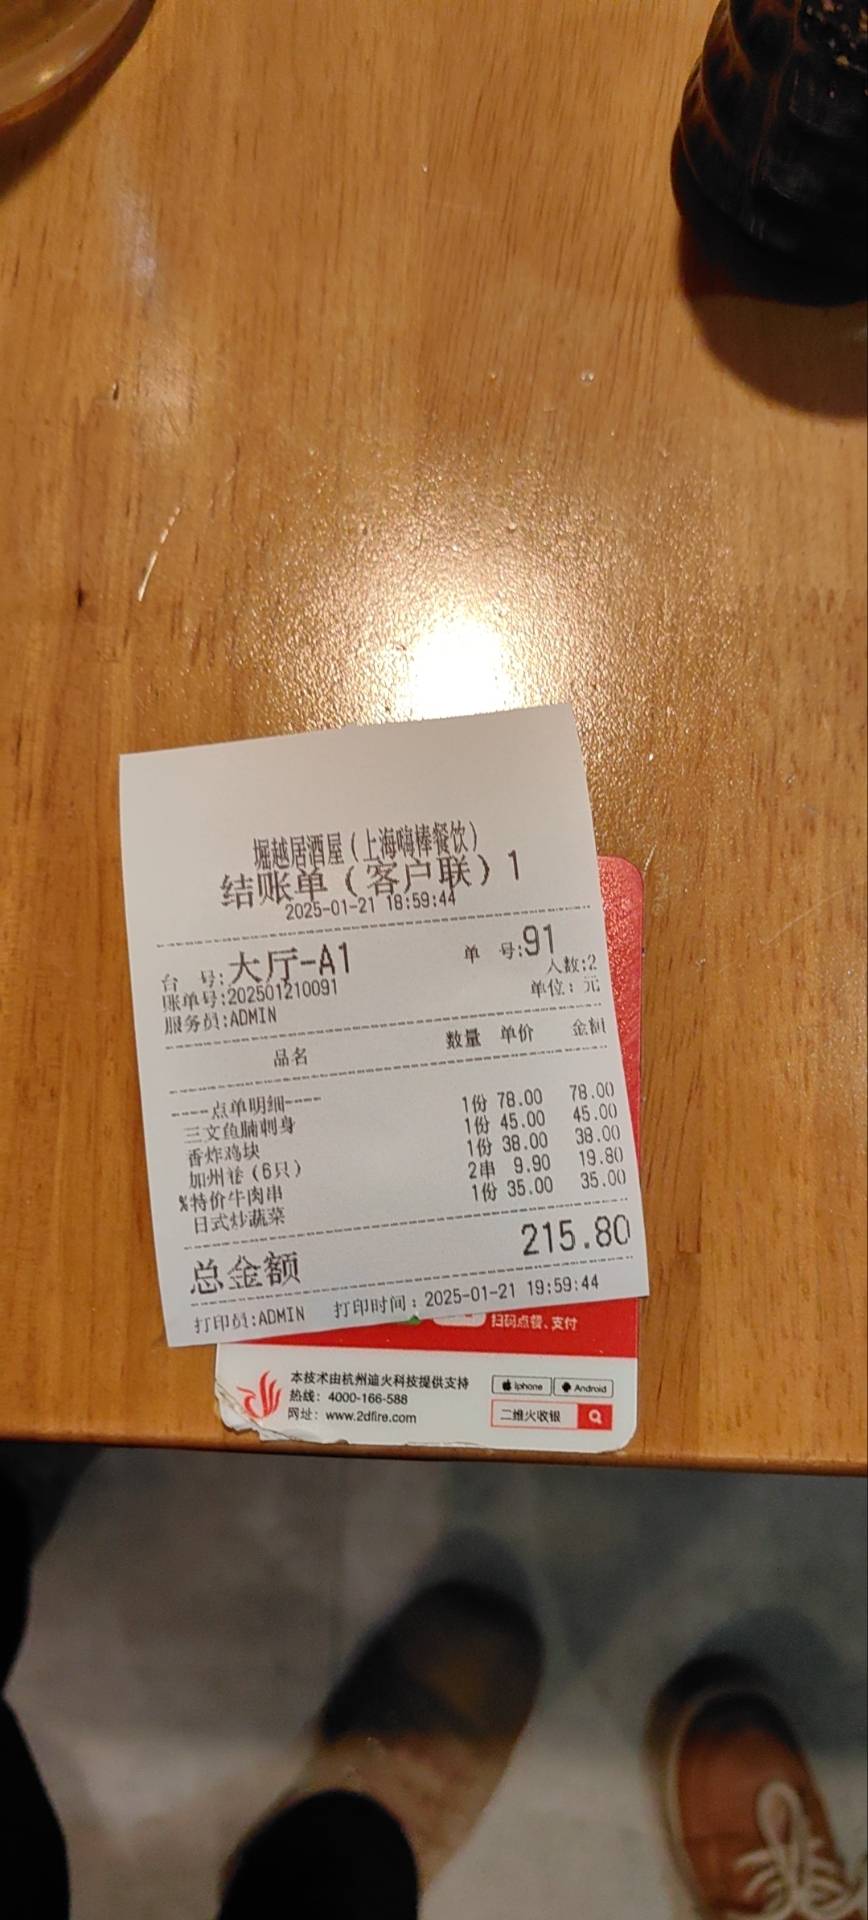 堀越居酒屋(上海嗨棒餐饮)
结账单(客户联)1
2025-01-21 18:59:44
台 号:大厅-A1 单 号:91
账单号:202501210091 人数:2
服务员:ADMIN 单位: 元
品名 数量 单价 金额
----点单明细----
三文鱼腩刺身 1份 78.00 78.00
香炸鸡块 1份 45.00 45.00
加州卷(6只) 1份 38.00 38.00
%特价牛肉串 2串 9.90 19.80
日式炒蔬菜 1份 35.00 35.00
总金额 215.80
打印员:ADMIN 打印时间:2025-01-21 19:59:44
扫码点餐、支付
本技术由杭州迪火科技提供支持
热线: 4000-166-588
网址: www.2dfire.com
Iphone Android
二维火收银